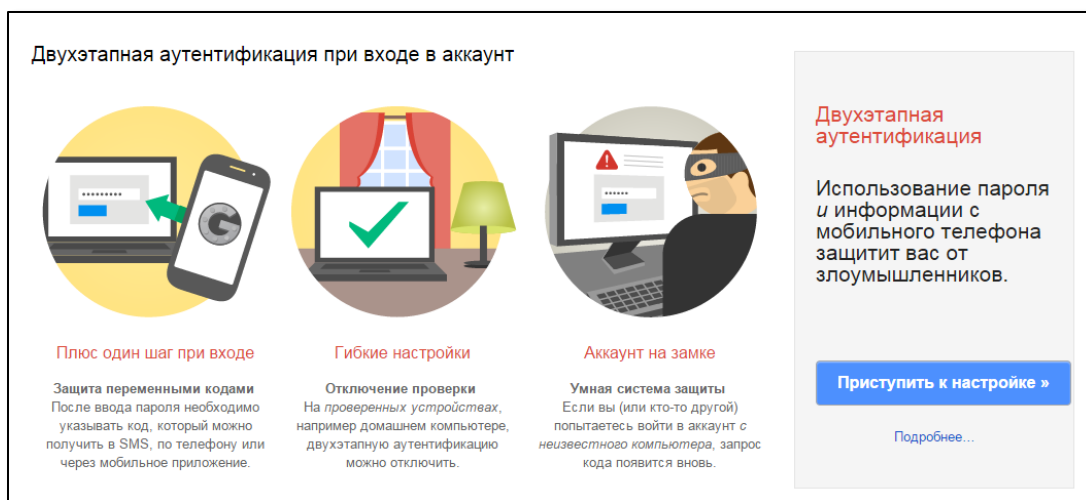 Двухэтапная аутентификация при входе в аккаунт
Плюс один шаг при входе
Защита переменными кодами
После ввода пароля необходимо
указывать код, который можно
получить в SMS, по телефону или
через мобильное приложение.
Гибкие настройки
Отключение проверки
На проверенных устройствах,
например домашнем компьютере,
двухэтапную аутентификацию
можно отключить.
Аккаунт на замке
Умная система защиты
Если вы (или кто-то другой)
попытаетесь войти в аккаунт с
неизвестного компьютера, запрос
кода появится вновь.
Двухэтапная
аутентификация
Использование пароля
и информации с
мобильного телефона
защитит вас от
злоумышленников.
Приступить к настройке »
Подробнее...